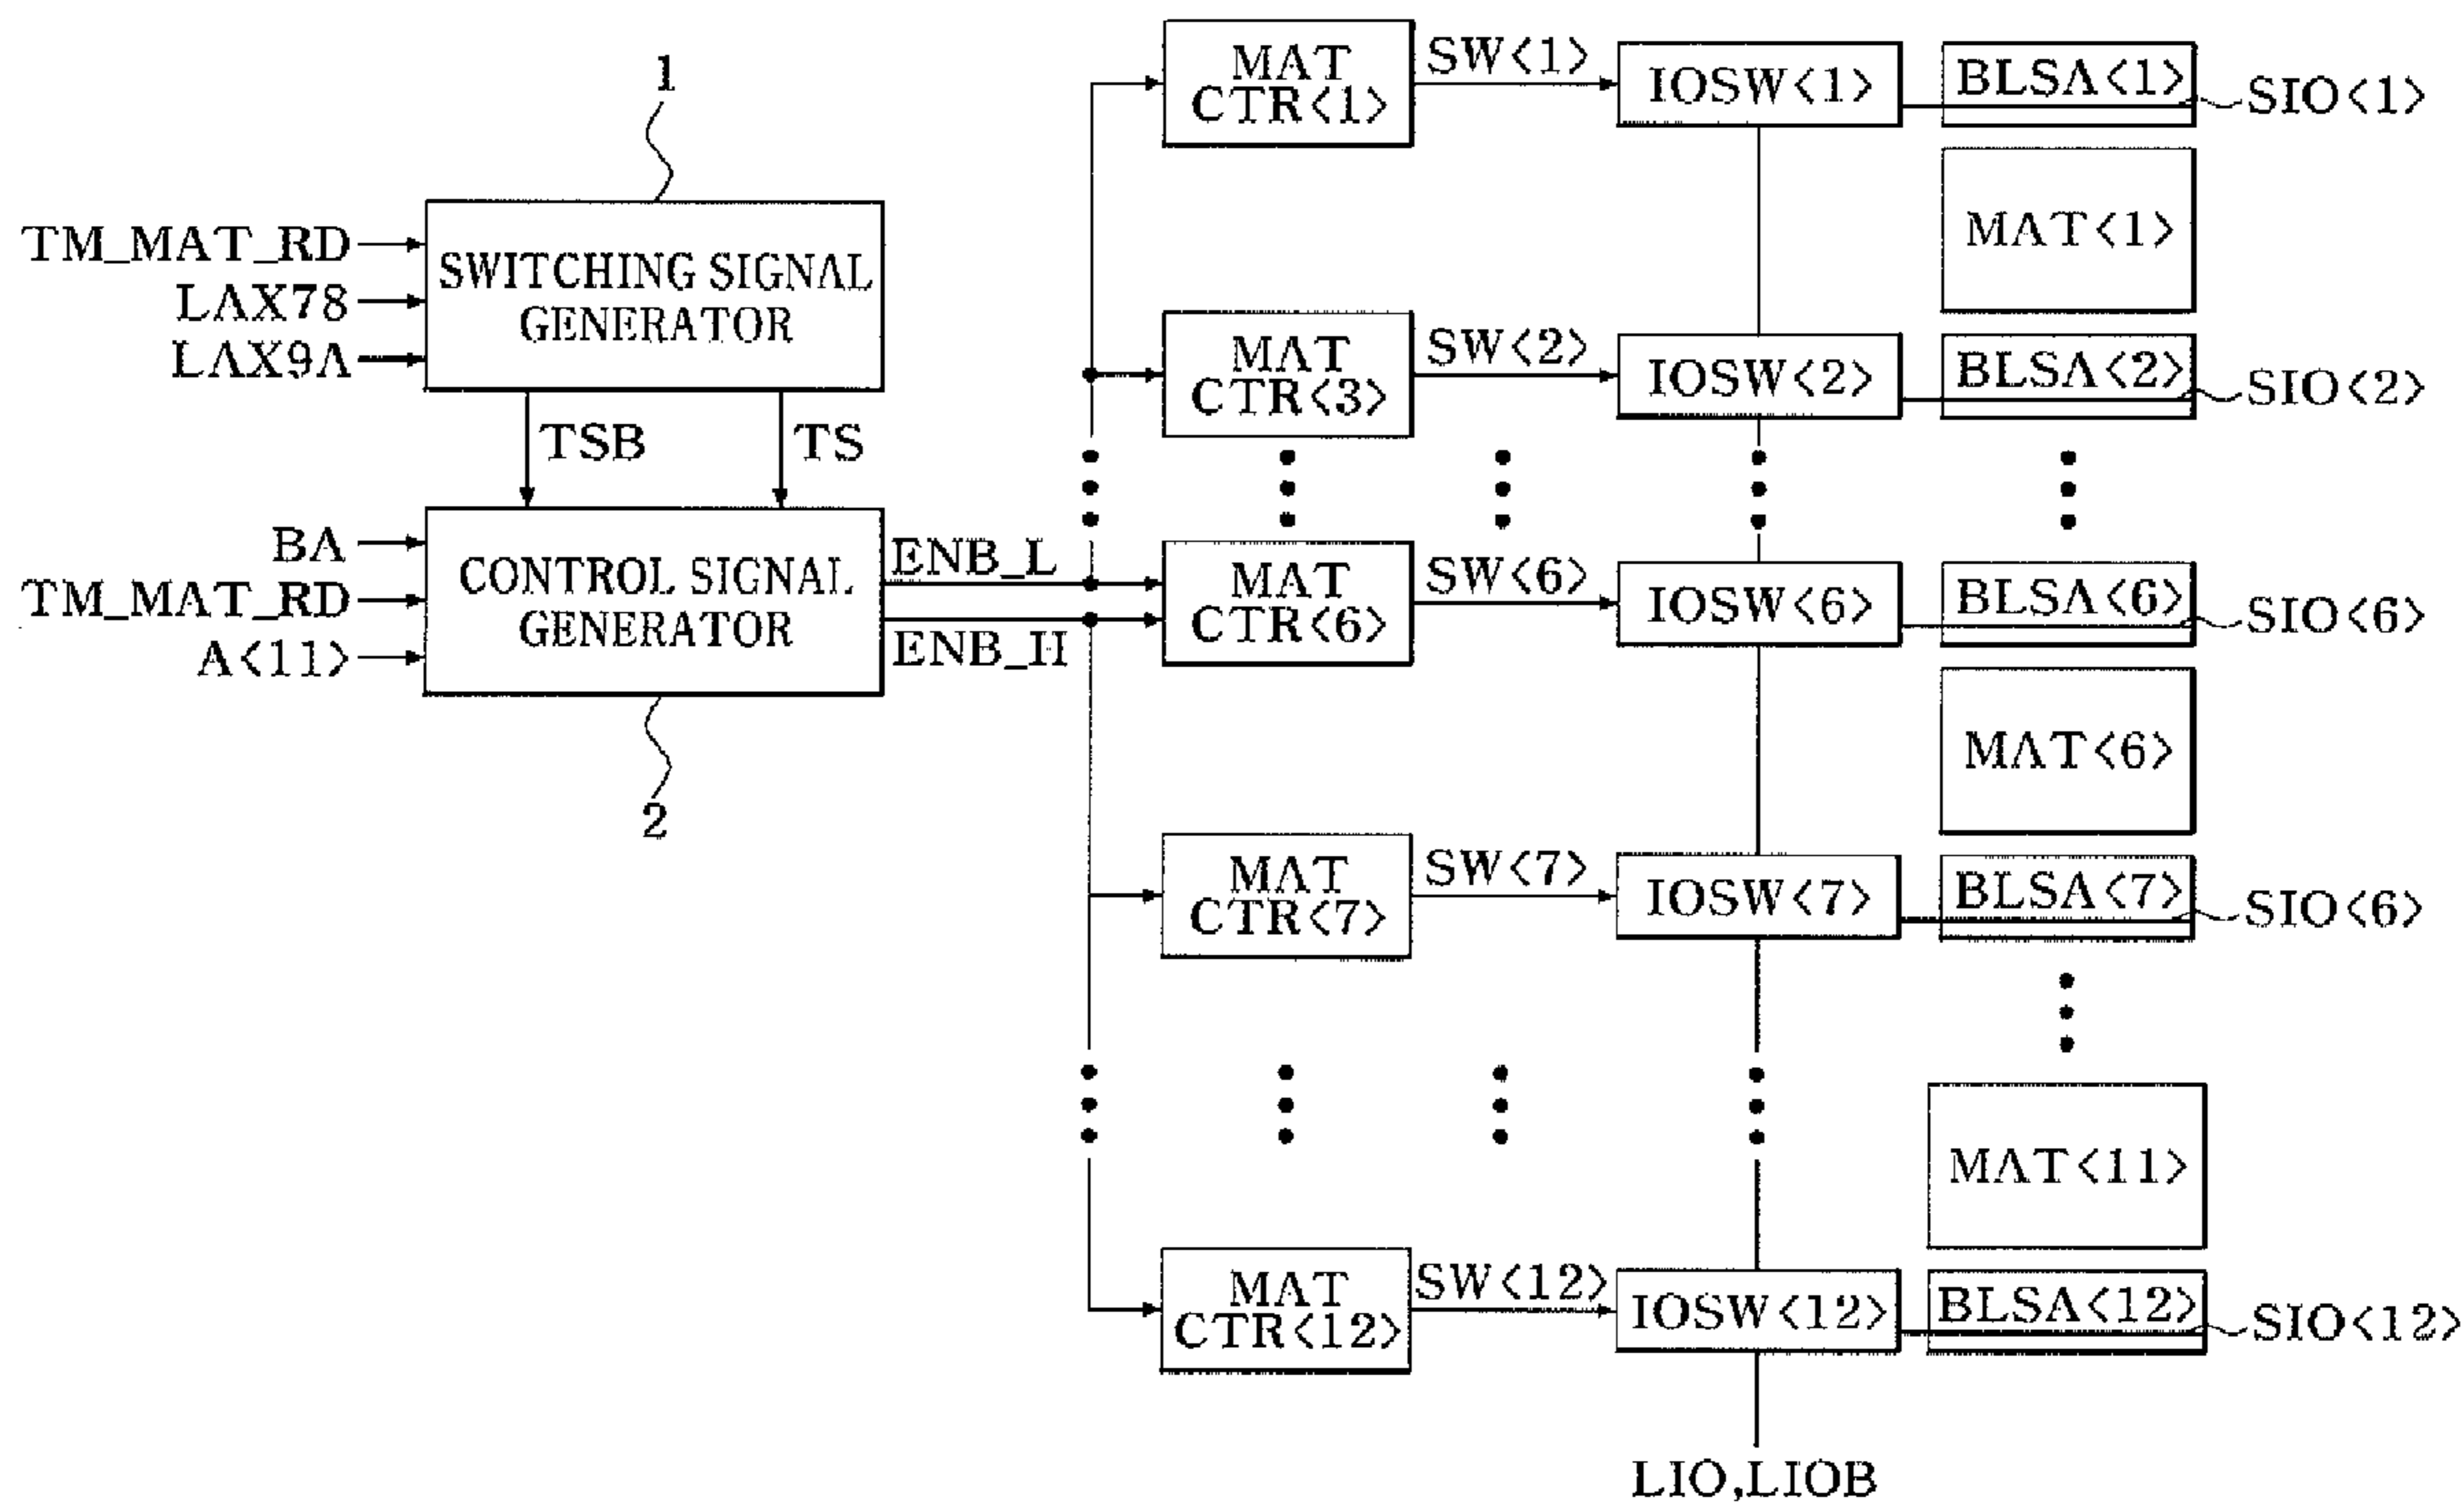 1
TM_MAT_RD
LAX78
LAX9A
SWITCHING SIGNAL
GENERATOR
TSB
TS
BA
TM_MAT_RD
A<11>
CONTROL SIGNAL
GENERATOR
2
ENB_L
ENB_H
MAT
CTR<1>
SW<1>
IOSW<1>
BLSA<1>
SIO<1>
MAT<1>
MAT
CTR<3>
SW<2>
IOSW<2>
BLSA<2>
SIO<2>
MAT
CTR<6>
SW<6>
IOSW<6>
BLSA<6>
SIO<6>
MAT<6>
MAT
CTR<7>
SW<7>
IOSW<7>
BLSA<7>
SIO<6>
MAT<11>
MAT
CTR<12>
SW<12>
IOSW<12>
BLSA<12>
SIO<12>
LIO,LIOB